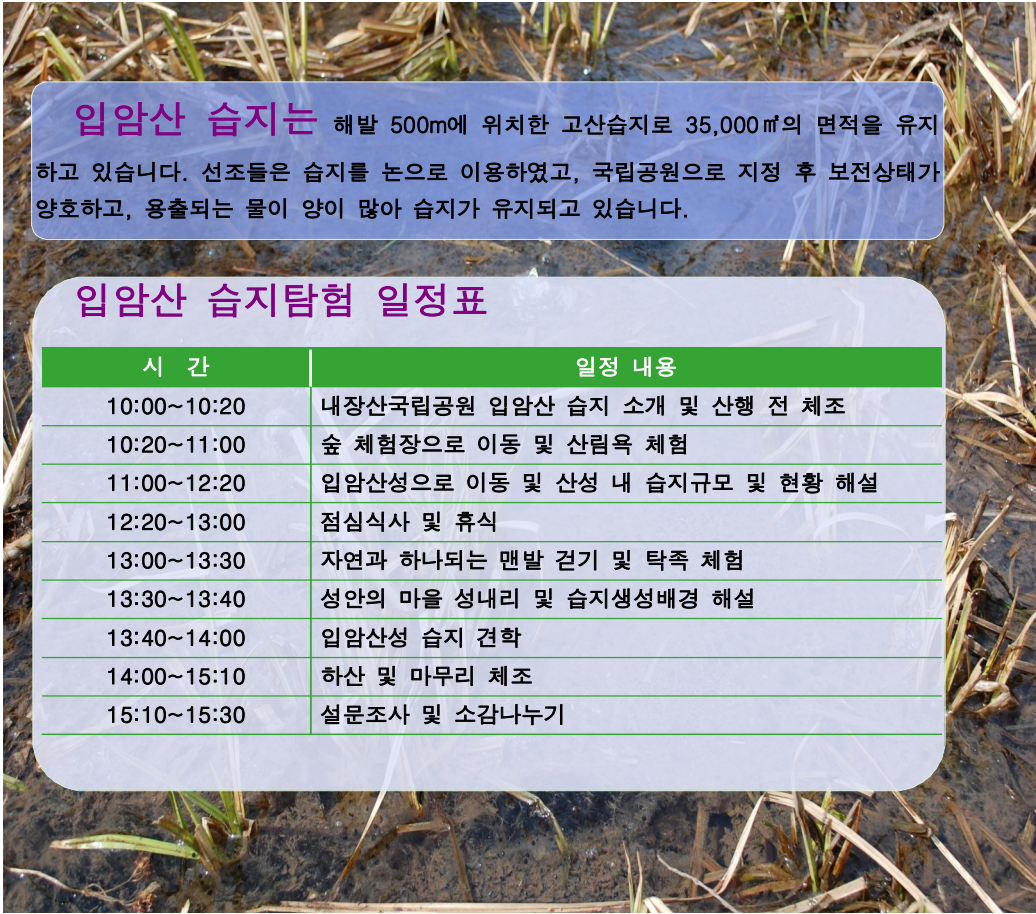 입암산 습지는 해발 500m에 위치한 고산습지로 35,000㎡의 면적을 유지
하고 있습니다. 선조들은 습지를 논으로 이용하였고, 국립공원으로 지정 후 보전상태가
양호하고, 용출되는 물이 양이 많아 습지가 유지되고 있습니다.
입암산 습지탐험 일정표
시 간 일정 내용
10:00~10:20 내장산국립공원 입암산 습지 소개 및 산행 전 체조
10:20~11:00 숲 체험장으로 이동 및 산림욕 체험
11:00~12:20 입암산성으로 이동 및 산성 내 습지규모 및 현황 해설
12:20~13:00 점심식사 및 휴식
13:00~13:30 자연과 하나되는 맨발 걷기 및 탁족 체험
13:30~13:40 성안의 마을 성내리 및 습지생성배경 해설
13:40~14:00 입암산성 습지 견학
14:00~15:10 하산 및 마무리 체조
15:10~15:30 설문조사 및 소감나누기